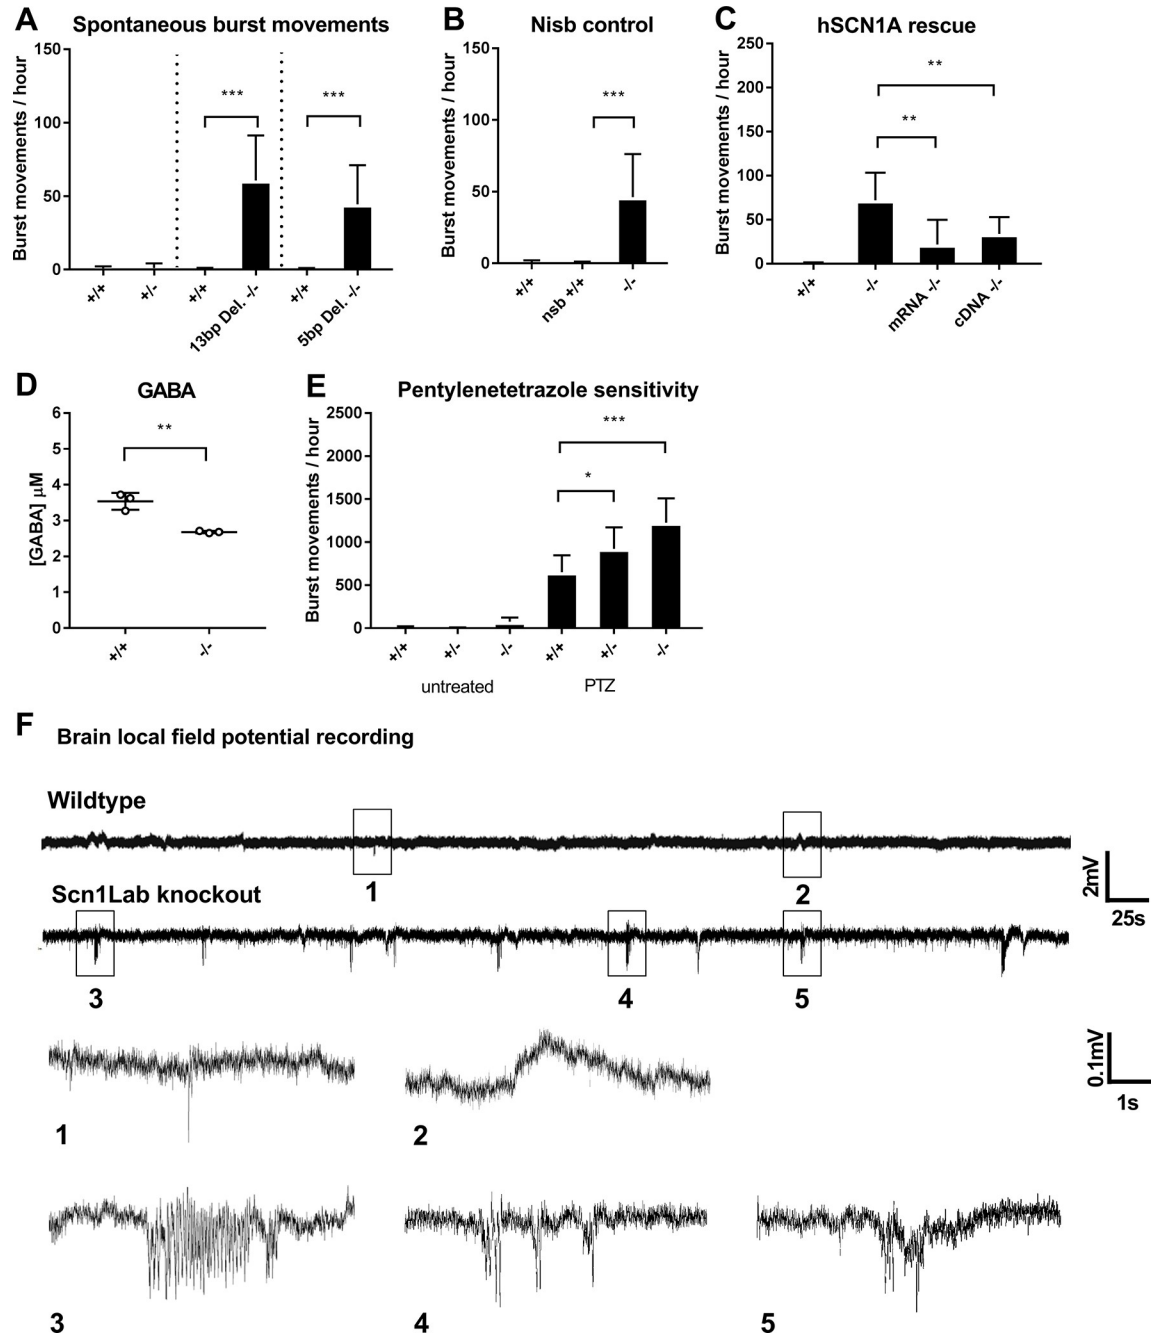 A Spontaneous burst movements
Burst movements / hour
150
100
50
0
***
***
+/+
+/-
+/+
13bp Del. -/-
+/+
5bp Del. -/-
B Nisb control
Burst movements / hour
150
100
50
0
***
+/+
nsb +/+
-/-
C hSCN1A rescue
Burst movements / hour
250
200
150
100
50
0
**
**
+/+
-/-
mRNA -/-
cDNA -/-
D GABA
[GABA] µM
6
5
4
3
2
1
0
**
+/+
-/-
E Pentylenetetrazole sensitivity
Burst movements / hour
2500
2000
1500
1000
500
0
***
*
+/+
+/-
-/-
+/+
+/-
-/-
untreated
PTZ
F Brain local field potential recording
Wildtype
1
2
2mV
25s
Scn1Lab knockout
3
4
5
0.1mV
1s
1
2
3
4
5